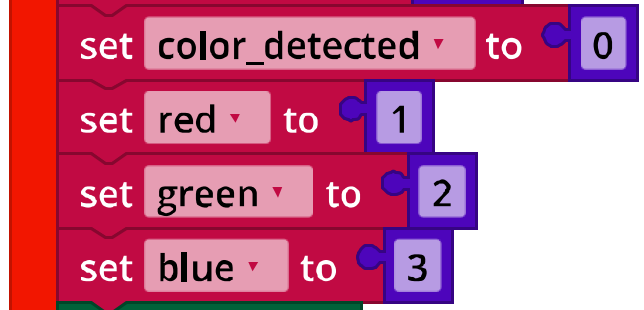 set color_detected to 0
set red to 1
set green to 2
set blue to 3